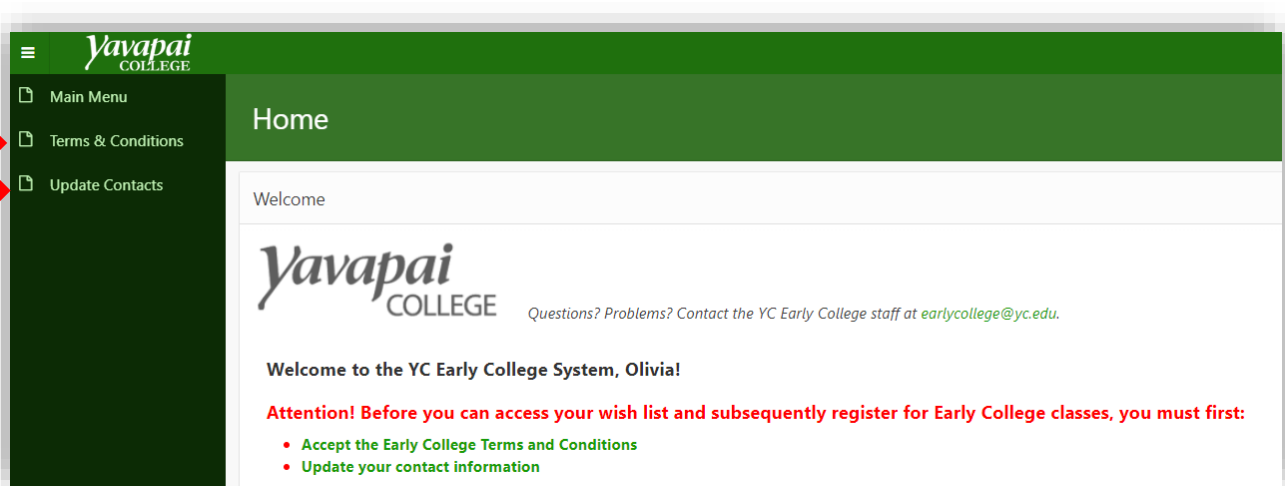 Yavapai
COLLEGE
Main Menu
Terms & Conditions
Update Contacts
Home
Welcome
Yavapai
COLLEGE
Questions? Problems? Contact the YC Early College staff at earlycollege@yc.edu.
Welcome to the YC Early College System, Olivia!
Attention! Before you can access your wish list and subsequently register for Early College classes, you must first:
• Accept the Early College Terms and Conditions
• Update your contact information